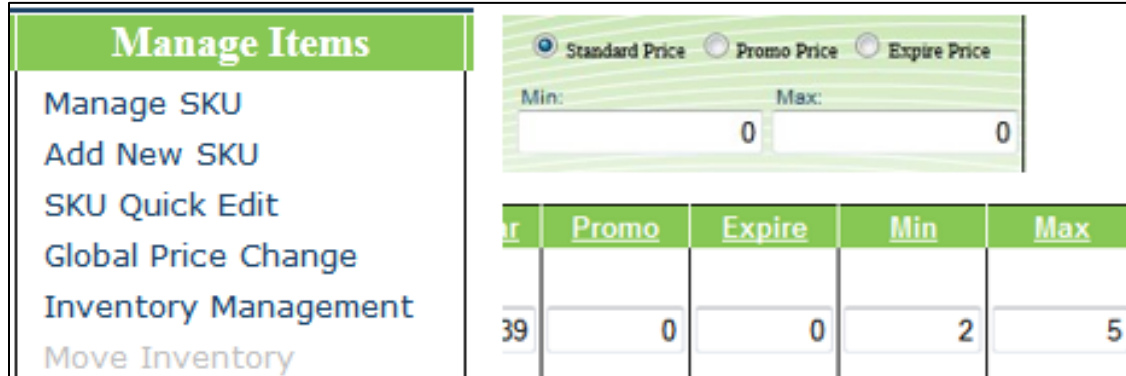 Manage Items
Manage SKU
Add New SKU
SKU Quick Edit
Global Price Change
Inventory Management
Move Inventory
Standard Price Promo Price Expire Price
Min: Max:
0 0
Promo Expire Min Max
39 0 0 2 5